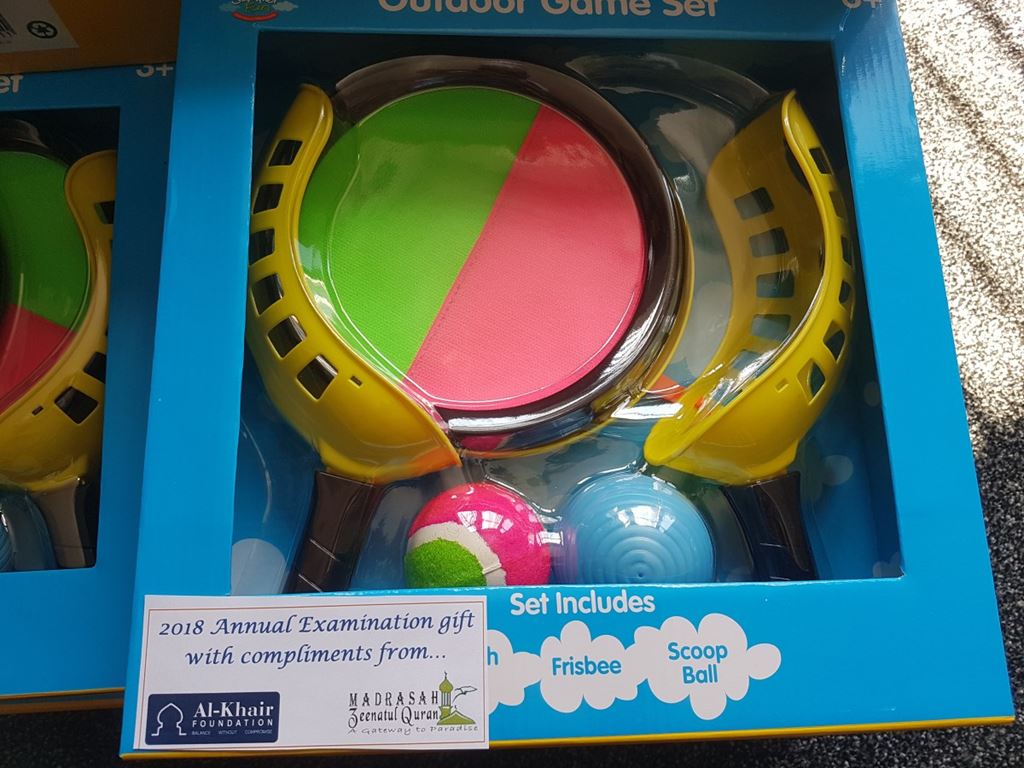 Outdoor Game Set
3+
Set Includes
Frisbee
Scoop
Ball
2018 Annual Examination gift
with compliments from...
Al-Khair
FOUNDATION
BALANCE WITHOUT COMPROMISE
MADRASAH
Zeenatul Quran
A Gateway to Paradise